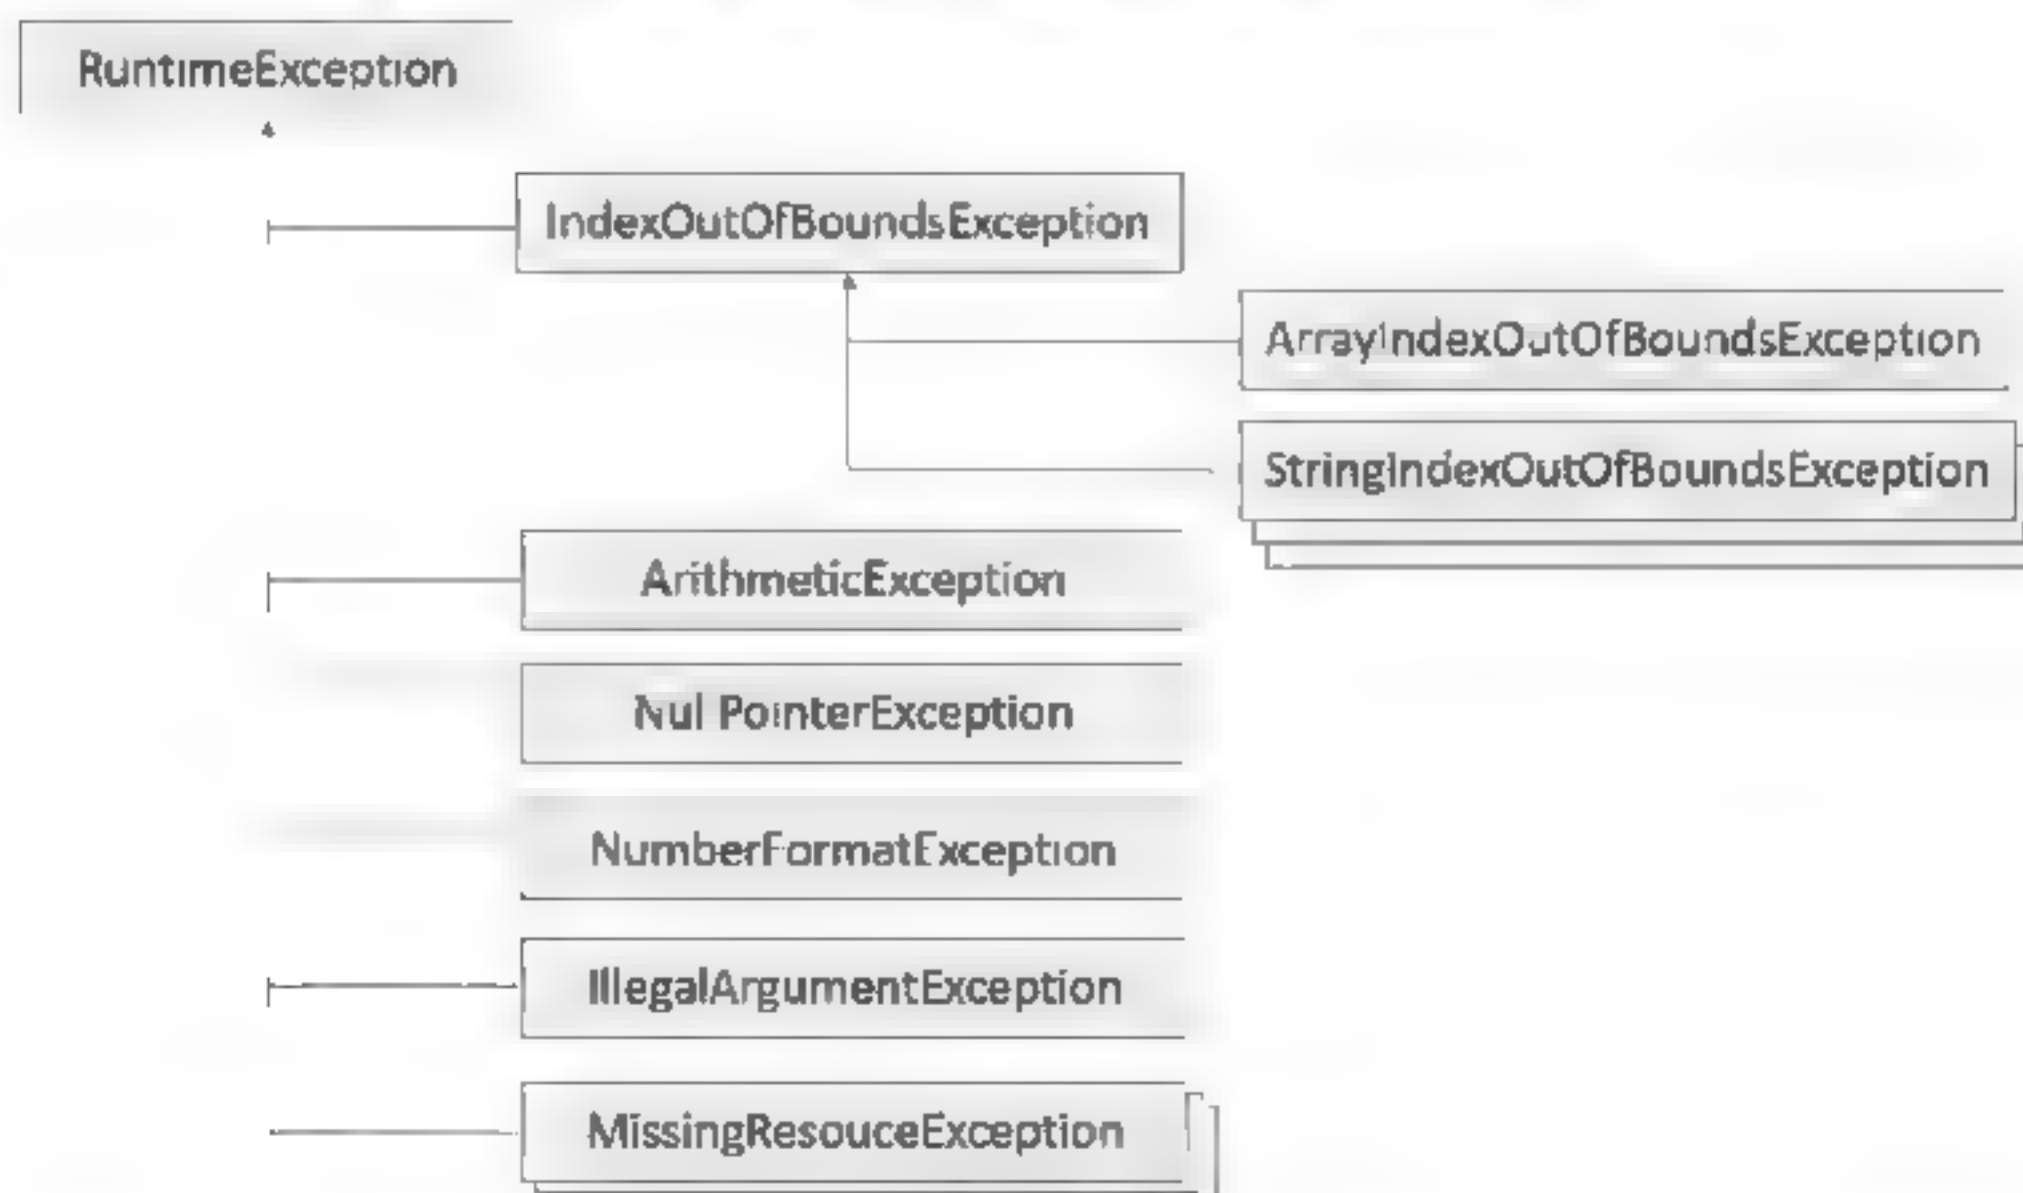 RuntimeException
IndexOutOfBoundsException
ArrayIndexOutOfBoundsException
StringIndexOutOfBoundsException
ArithmeticException
Nul PointerException
NumberFormatException
IllegalArgumentException
MissingResouceException